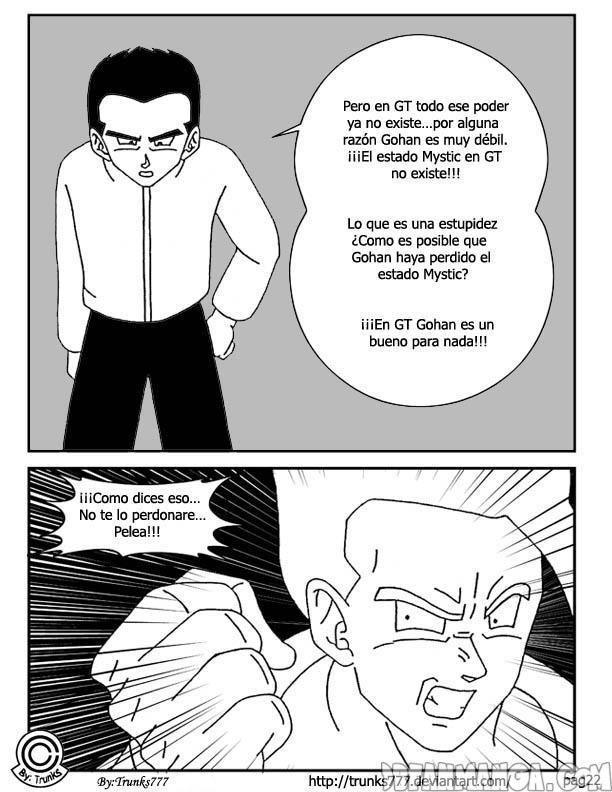 Pero en GT todo ese poder
ya no existe...por alguna
razón Gohan es muy débil.
¡¡¡El estado Mystic en GT
no existe!!!
Lo que es una estupidez
¿Como es posible que
Gohan haya perdido el
estado Mystic?
¡¡¡En GT Gohan es un
bueno para nada!!!
¡¡¡Como dices eso...
No te lo perdonare...
Pelea!!!
By: Trunks
By:Trunks777
http://trunks777.deviantart.com/
pag22